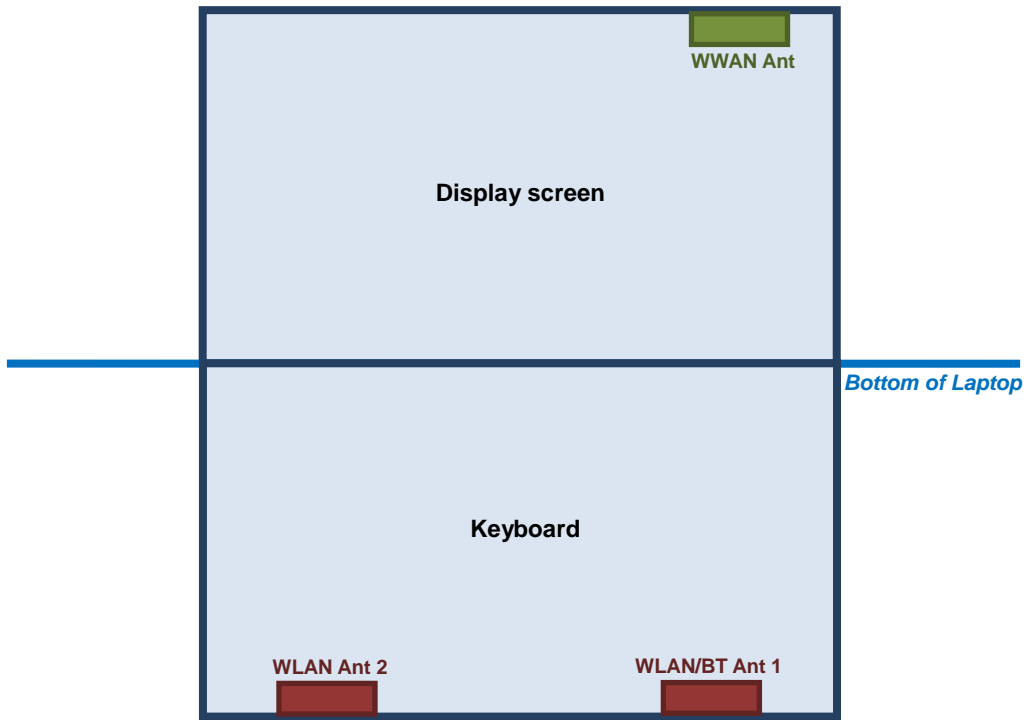 WWAN Ant
Display screen
Bottom of Laptop
Keyboard
WLAN Ant 2
WLAN/BT Ant 1